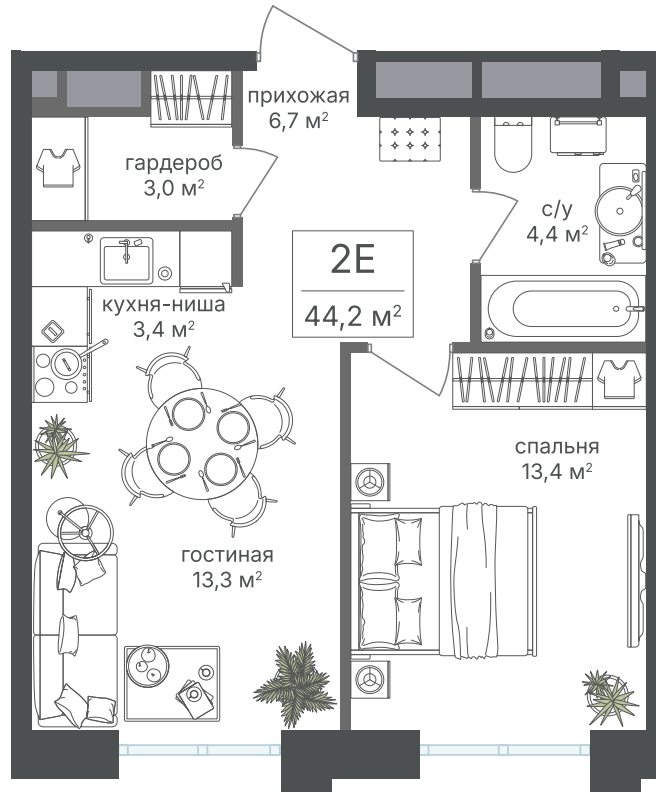 прихожая
6,7 м²
гардероб
3,0 м²
с/у
4,4 м²
2Е
44,2 м²
кухня-ниша
3,4 м²
спальня
13,4 м²
гостиная
13,3 м²